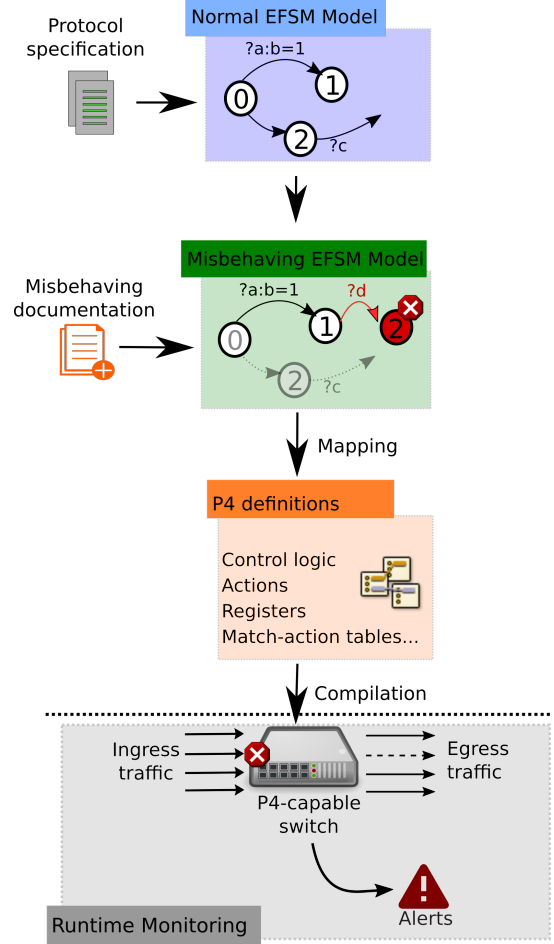 Normal EFSM Model
Protocol
specification
?a:b=1
0
1
2
?c
Misbehaving EFSM Model
Misbehaving
documentation
?a:b=1
?d
0
1
2
2
?c
Mapping
P4 definitions
Control logic
Actions
Registers
Match-action tables...
Compilation
Ingress
traffic
Egress
traffic
P4-capable
switch
Alerts
Runtime Monitoring